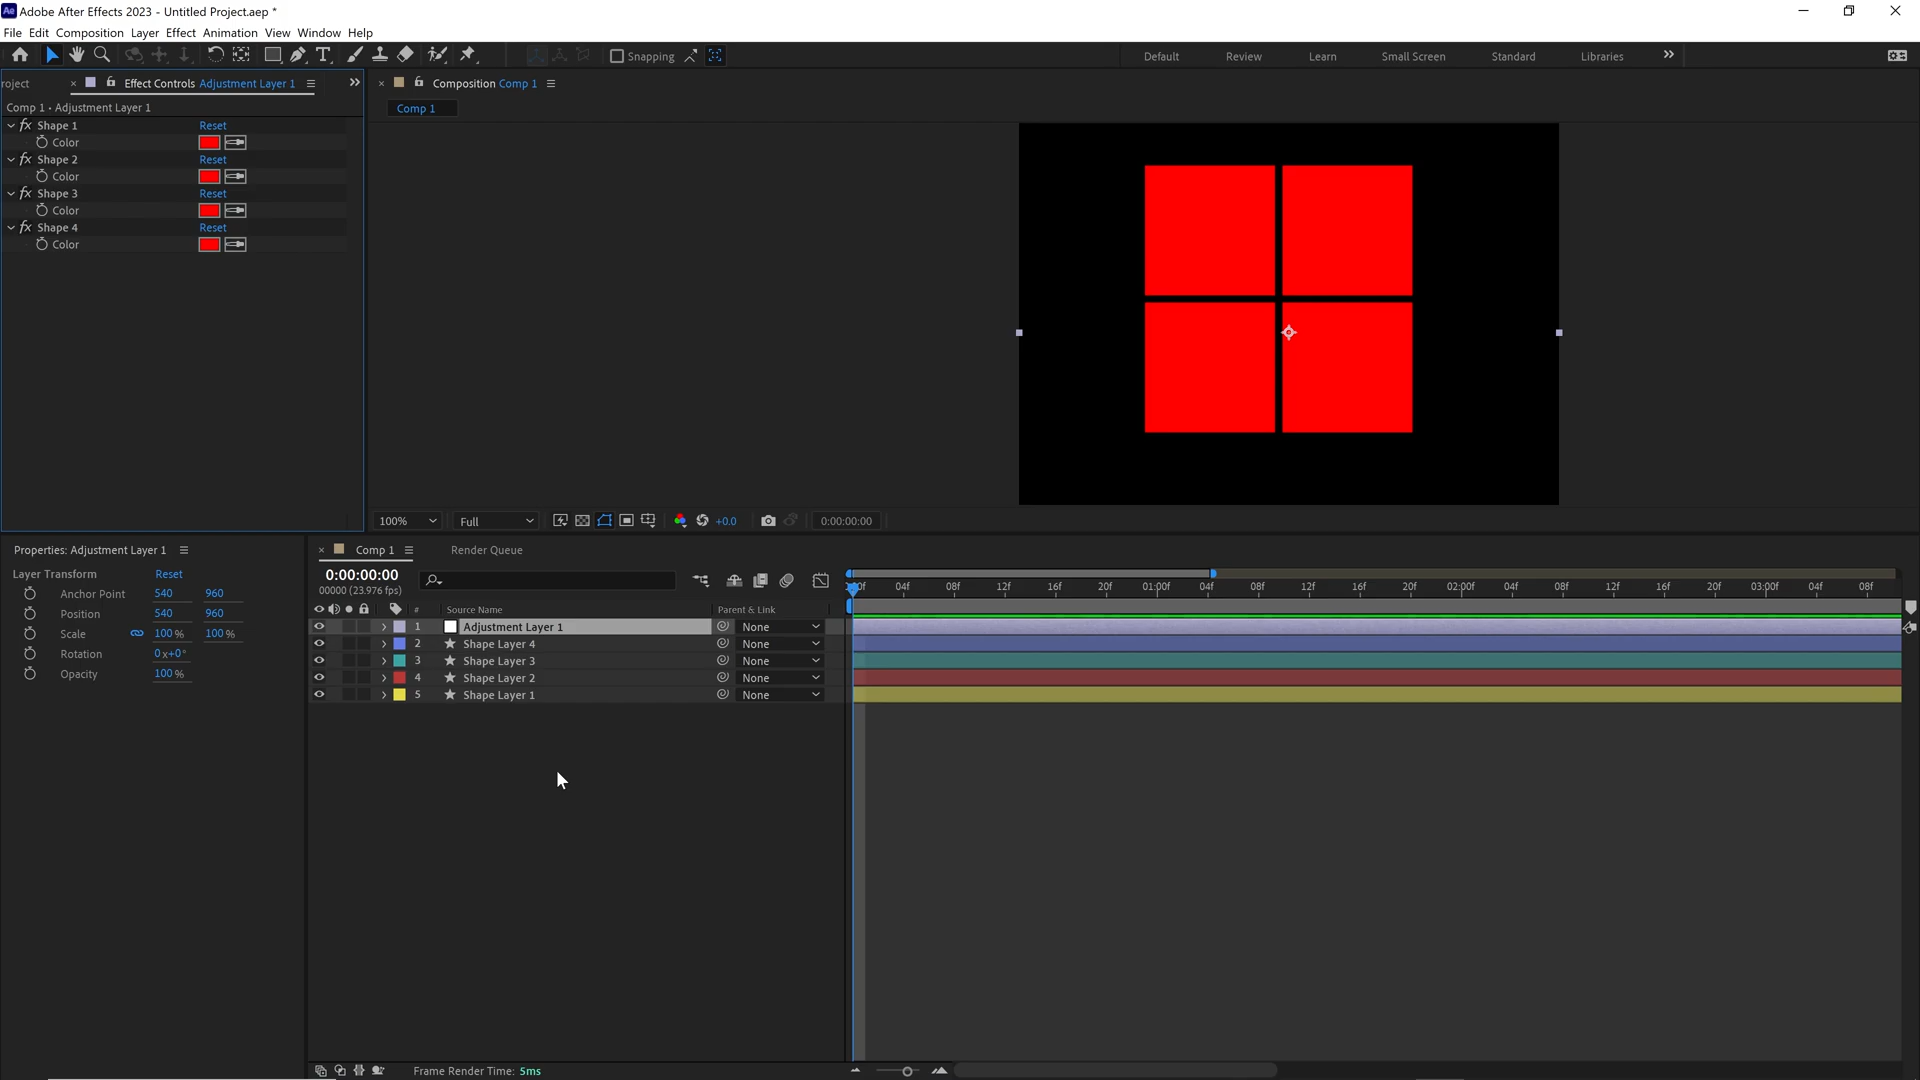 Ae Adobe After Effects 2023 - Untitled Project.aep *
File Edit Composition Layer Effect Animation View Window Help
Snapping Default Review Learn Small Screen Standard Libraries
roject × Effect Controls Adjustment Layer 1 × Composition Comp 1
Comp 1 • Adjustment Layer 1
Comp 1
fx Shape 1 Reset
Color
fx Shape 2 Reset
Color
fx Shape 3 Reset
Color
fx Shape 4 Reset
Color
100% Full +0.0 0:00:00:00
Properties: Adjustment Layer 1
Layer Transform Reset
Anchor Point 540 960
Position 540 960
Scale 100 % 100 %
Rotation 0x+0°
Opacity 100 %
× Comp 1 Render Queue
0:00:00:00
00000 (23.976 fps)
04f 08f 12f 16f 20f 01:00f 04f 08f 12f 16f 20f 02:00f 04f 08f 12f 16f 20f 03:00f 04f 08f
# Source Name Parent & Link
1 Adjustment Layer 1 None
2 Shape Layer 4 None
3 Shape Layer 3 None
4 Shape Layer 2 None
5 Shape Layer 1 None
Frame Render Time: 5ms